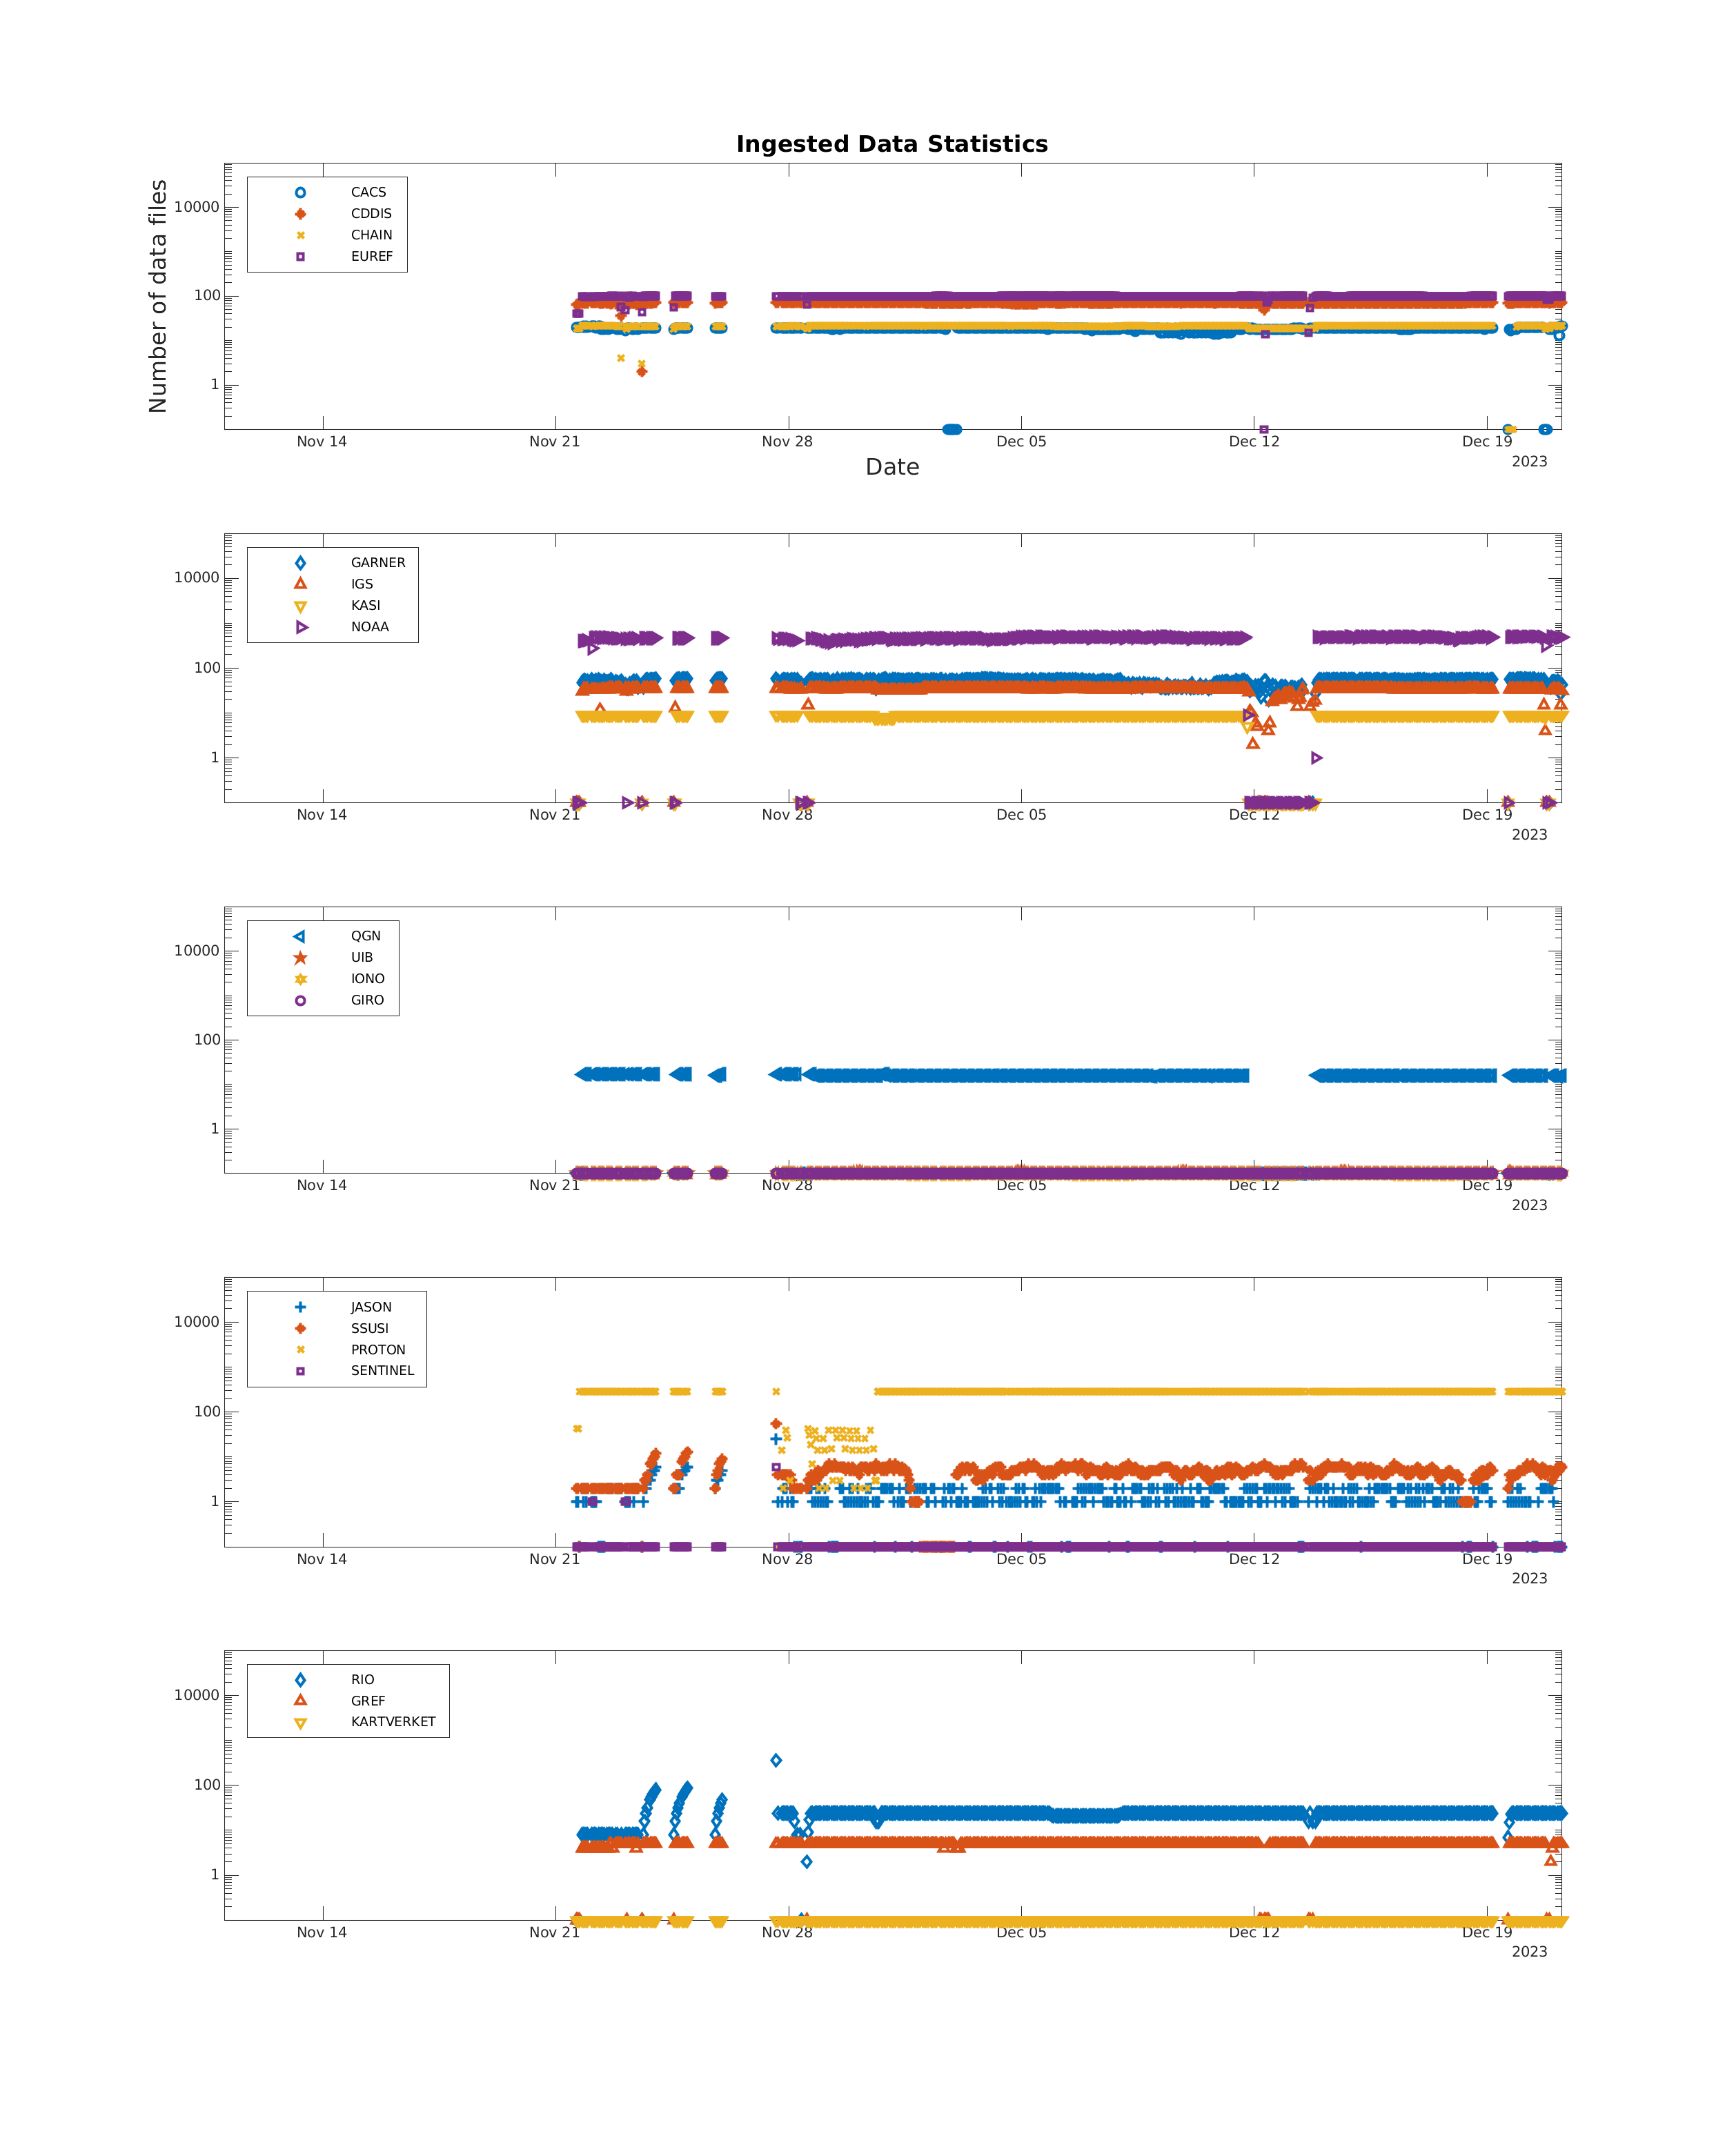 Ingested Data Statistics
Number of data files
CACS
CDDIS
CHAIN
EUREF
10000
100
1
Nov 14 Nov 21 Nov 28 Dec 05 Dec 12 Dec 19
2023
Date
GARNER
IGS
KASI
NOAA
10000
100
1
Nov 14 Nov 21 Nov 28 Dec 05 Dec 12 Dec 19
2023
QGN
UIB
IONO
GIRO
10000
100
1
Nov 14 Nov 21 Nov 28 Dec 05 Dec 12 Dec 19
2023
JASON
SSUSI
PROTON
SENTINEL
10000
100
1
Nov 14 Nov 21 Nov 28 Dec 05 Dec 12 Dec 19
2023
RIO
GREF
KARTVERKET
10000
100
1
Nov 14 Nov 21 Nov 28 Dec 05 Dec 12 Dec 19
2023